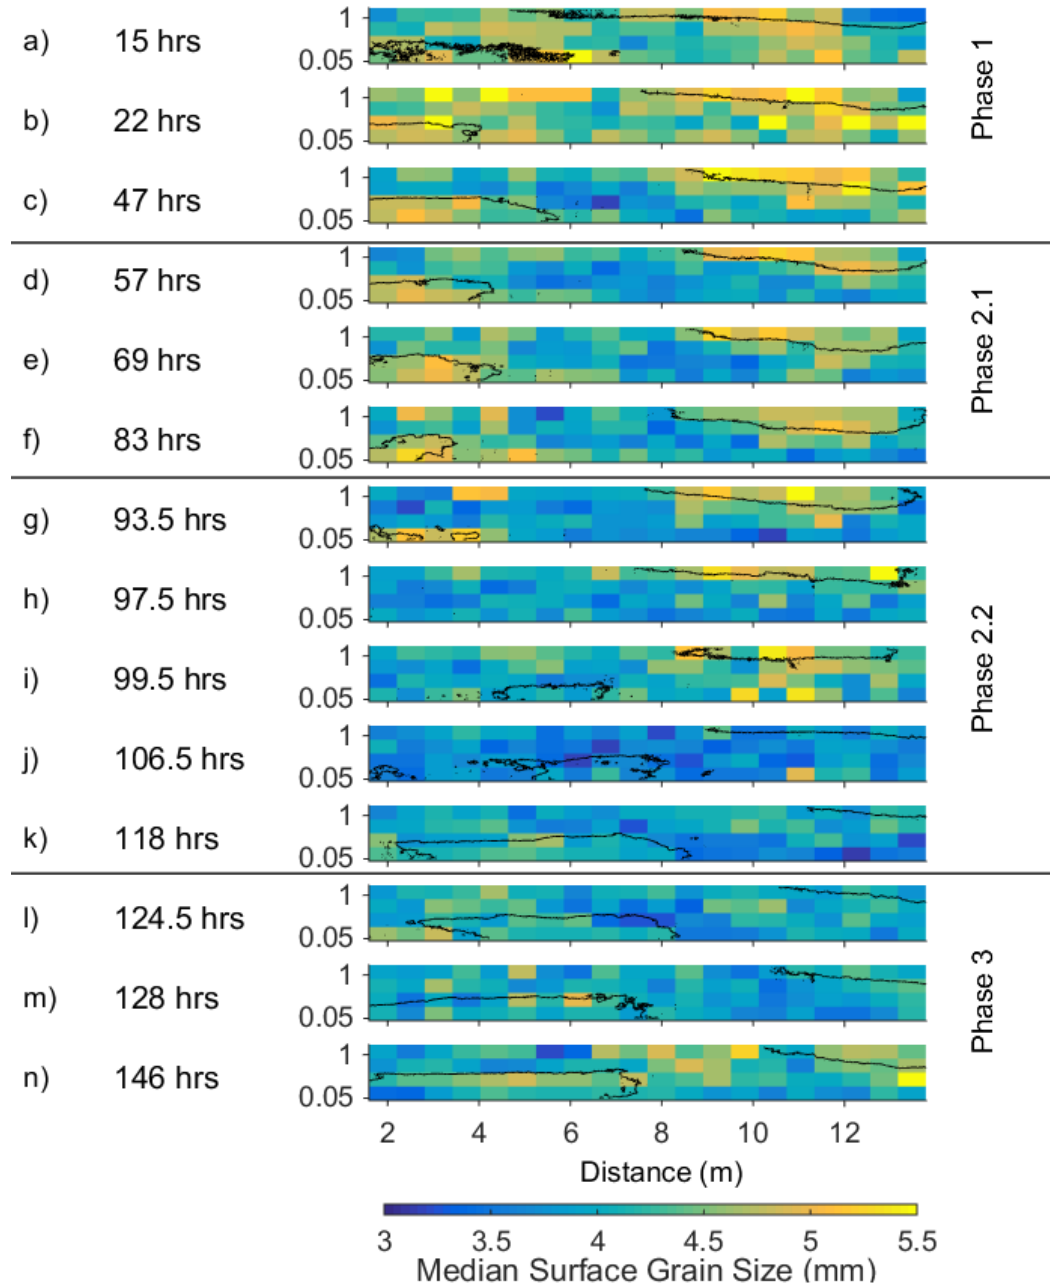 a) 15 hrs 1 0.05
b) 22 hrs 1 0.05
c) 47 hrs 1 0.05
Phase 1
d) 57 hrs 1 0.05
e) 69 hrs 1 0.05
f) 83 hrs 1 0.05
Phase 2.1
g) 93.5 hrs 1 0.05
h) 97.5 hrs 1 0.05
i) 99.5 hrs 1 0.05
j) 106.5 hrs 1 0.05
k) 118 hrs 1 0.05
Phase 2.2
l) 124.5 hrs 1 0.05
m) 128 hrs 1 0.05
n) 146 hrs 1 0.05
Phase 3
2 4 6 8 10 12
Distance (m)
3 3.5 4 4.5 5 5.5
Median Surface Grain Size (mm)